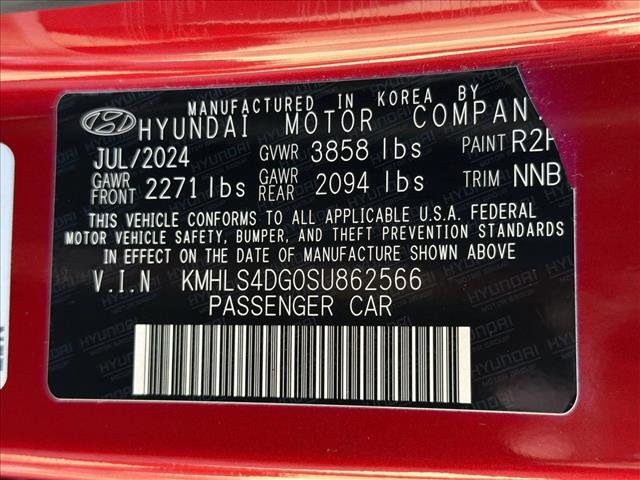 MANUFACTURED IN KOREA BY
HYUNDAI MOTOR COMPANY
JUL/2024 GVWR 3858 lbs PAINT
GAWR FRONT 2271 lbs GAWR REAR 2094 lbs TRIM NNB
THIS VEHICLE CONFORMS TO ALL APPLICABLE U.S.A. FEDERAL
MOTOR VEHICLE SAFETY, BUMPER, AND THEFT PREVENTION STANDARDS
IN EFFECT ON THE DATE OF MANUFACTURE SHOWN ABOVE
V.I.N KMHLS4DG0SU862566
PASSENGER CAR